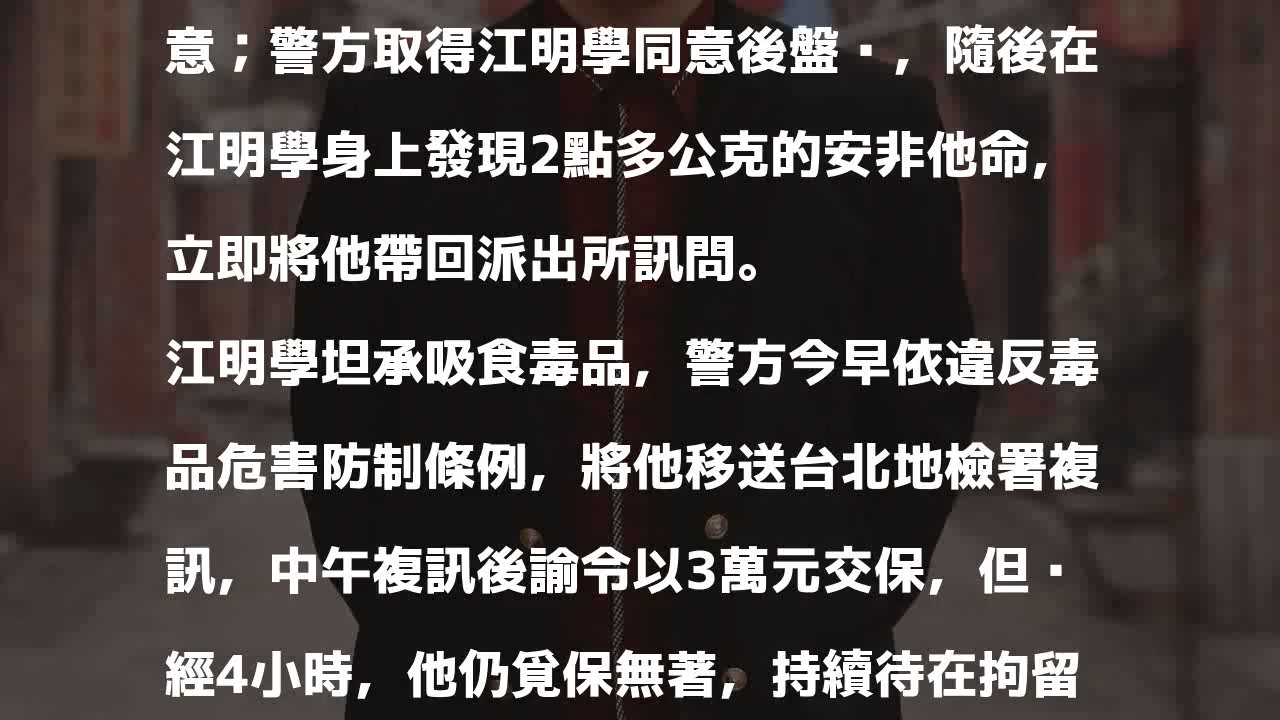 意；警方取得江明學同意後盤▪，隨後在
江明學身上發現2點多公克的安非他命，
立即將他帶回派出所訊問。
江明學坦承吸食毒品，警方今早依違反毒
品危害防制條例，將他移送台北地檢署複
訊，中午複訊後諭令以3萬元交保，但▪
經4小時，他仍覓保無著，持續待在拘留